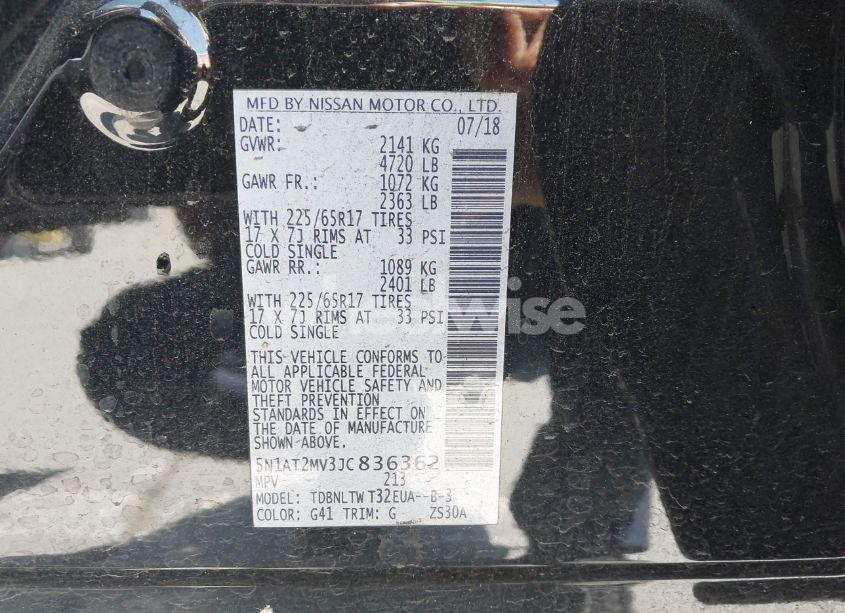 MFD BY NISSAN MOTOR CO., LTD.
DATE: 07/18
GVWR: 2141 KG
4720 LB
GAWR FR.: 1072 KG
2363 LB
WITH 225/65R17 TIRES
17 X 7J RIMS AT 33 PSI
COLD SINGLE
GAWR RR.: 1089 KG
2401 LB
WITH 225/65R17 TIRES
17 X 7J RIMS AT 33 PSI
COLD SINGLE
THIS VEHICLE CONFORMS TO
ALL APPLICABLE FEDERAL
MOTOR VEHICLE SAFETY AND
THEFT PREVENTION
STANDARDS IN EFFECT ON
THE DATE OF MANUFACTURE
SHOWN ABOVE.
5N1AT2MV3JC836362
MPV 213
MODEL: TDBNLTW T32EUA--B-3
COLOR: G41 TRIM: G ZS30A